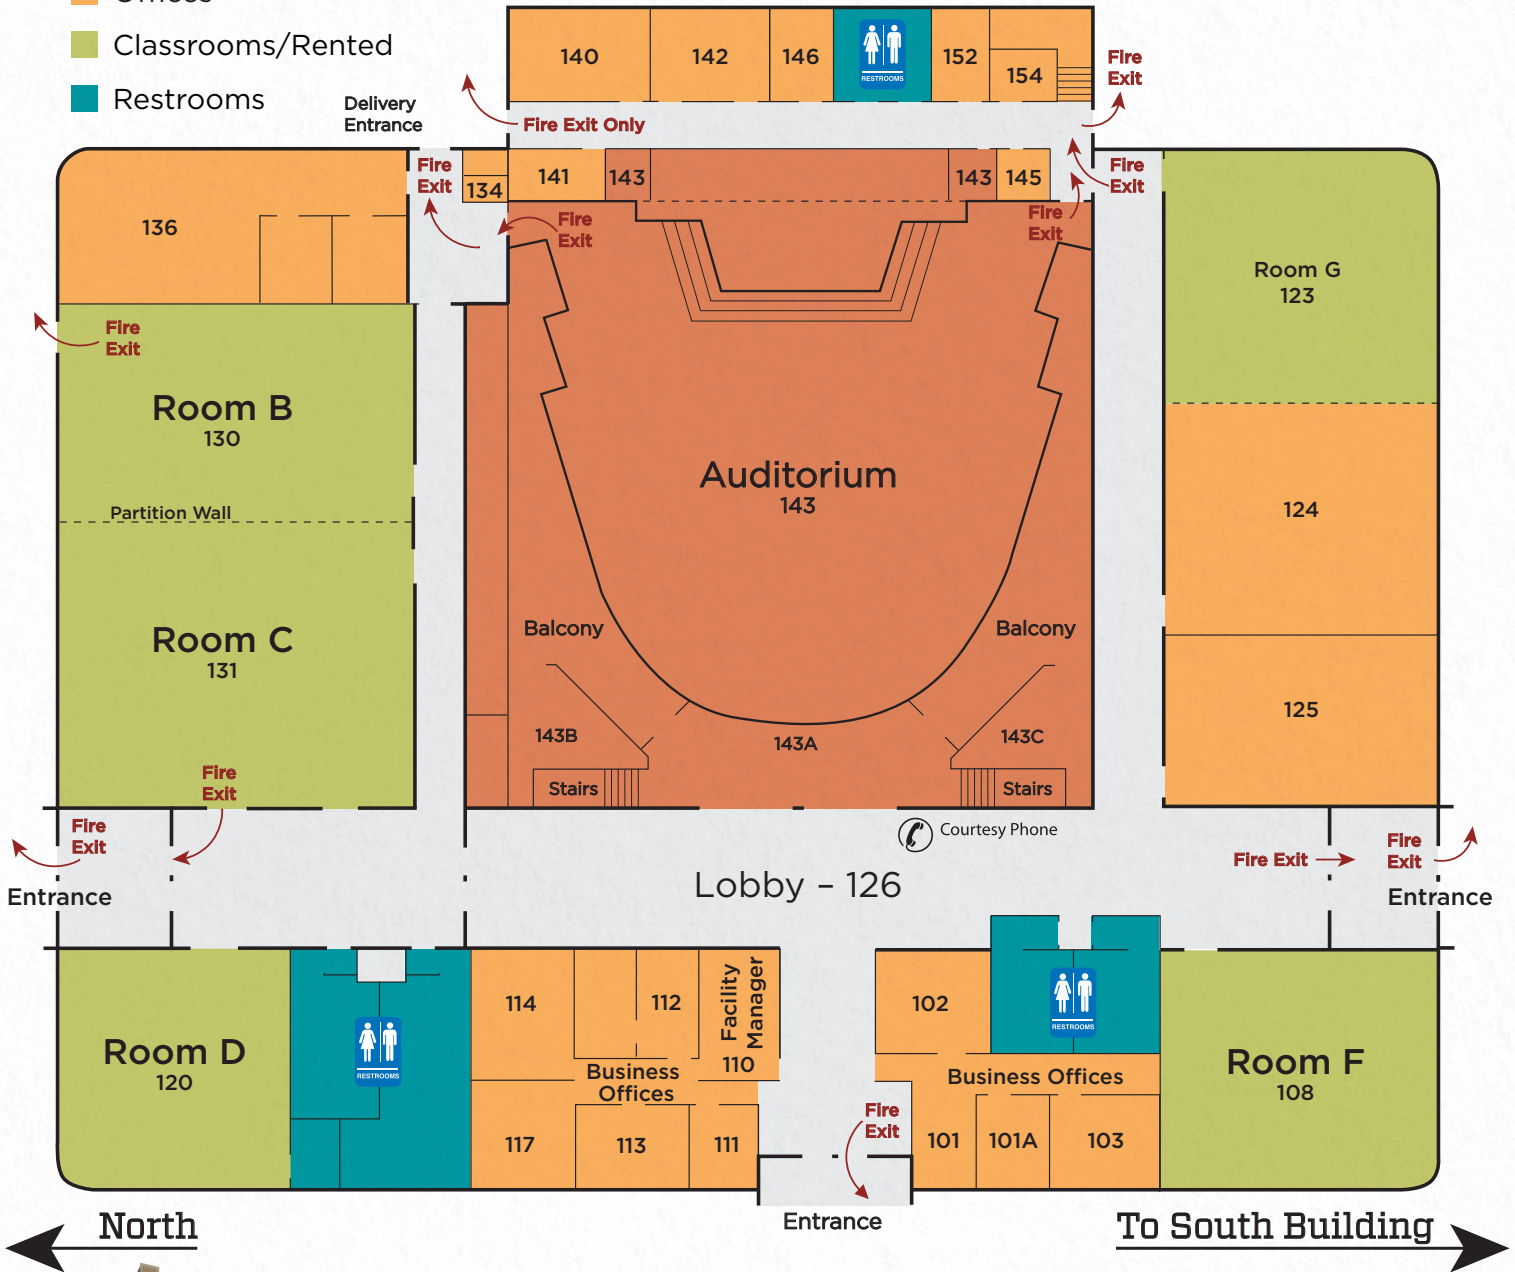 Offices
Classrooms/Rented
Restrooms
Delivery
Entrance
140
142
146
RESTROOMS
152
154
Fire
Exit
Fire Exit Only
Fire
Exit
134
141
143
143
145
Fire
Exit
Fire
Exit
Fire
Exit
136
Room G
123
Fire
Exit
Room B
130
Partition Wall
Auditorium
143
124
Room C
131
Balcony
Balcony
125
143B
143A
143C
Stairs
Stairs
Fire
Exit
Fire
Exit
Entrance
Courtesy Phone
Lobby - 126
Fire Exit
Fire
Exit
Entrance
Room D
120
RESTROOMS
114
112
Facility
Manager
110
Business
Offices
117
113
111
102
RESTROOMS
Business Offices
101
101A
103
Room F
108
Fire
Exit
Entrance
North
To South Building